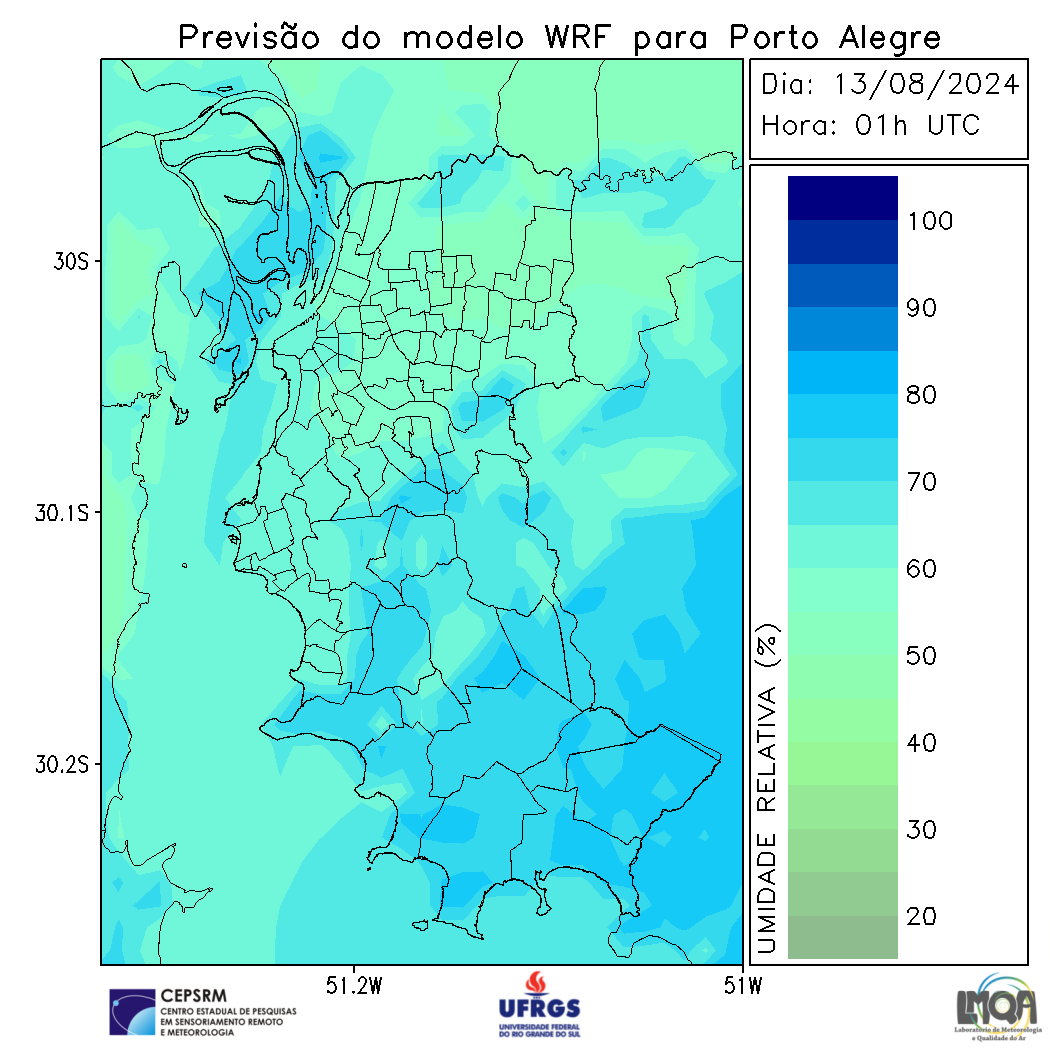 Previsão do modelo WRF para Porto Alegre
Dia: 13/08/2024
Hora: 01h UTC
30S
30.1S
30.2S
51.2W
51W
UMIDADE RELATIVA (%)
100
90
80
70
60
50
40
30
20
CEPSRM
CENTRO ESTADUAL DE PESQUISAS
EM SENSORIAMENTO REMOTO
E METEOROLOGIA
UFRGS
UNIVERSIDADE FEDERAL
DO RIO GRANDE DO SUL
LMQA
Laboratório de Meteorologia
e Qualidade do Ar